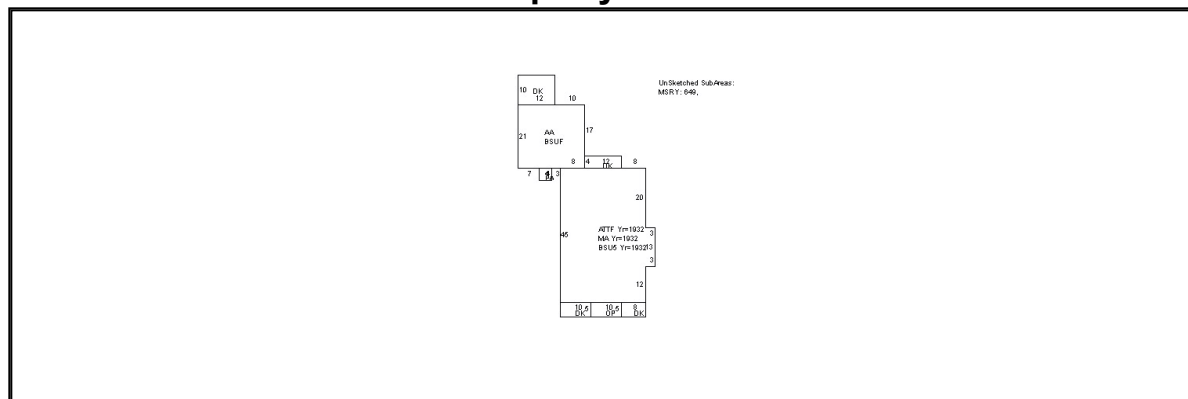 UnSketched SubAreas:
MSRY: 649,
10 DK
12 10
21 AA 17
BSUF
8 4 12 8
DK
7 4 3
PA
20
45 ATTF Yr=1932 3
MA Yr=1932
BSU5 Yr=1932 13
3
12
10 5 10 5 8
DK OP DK